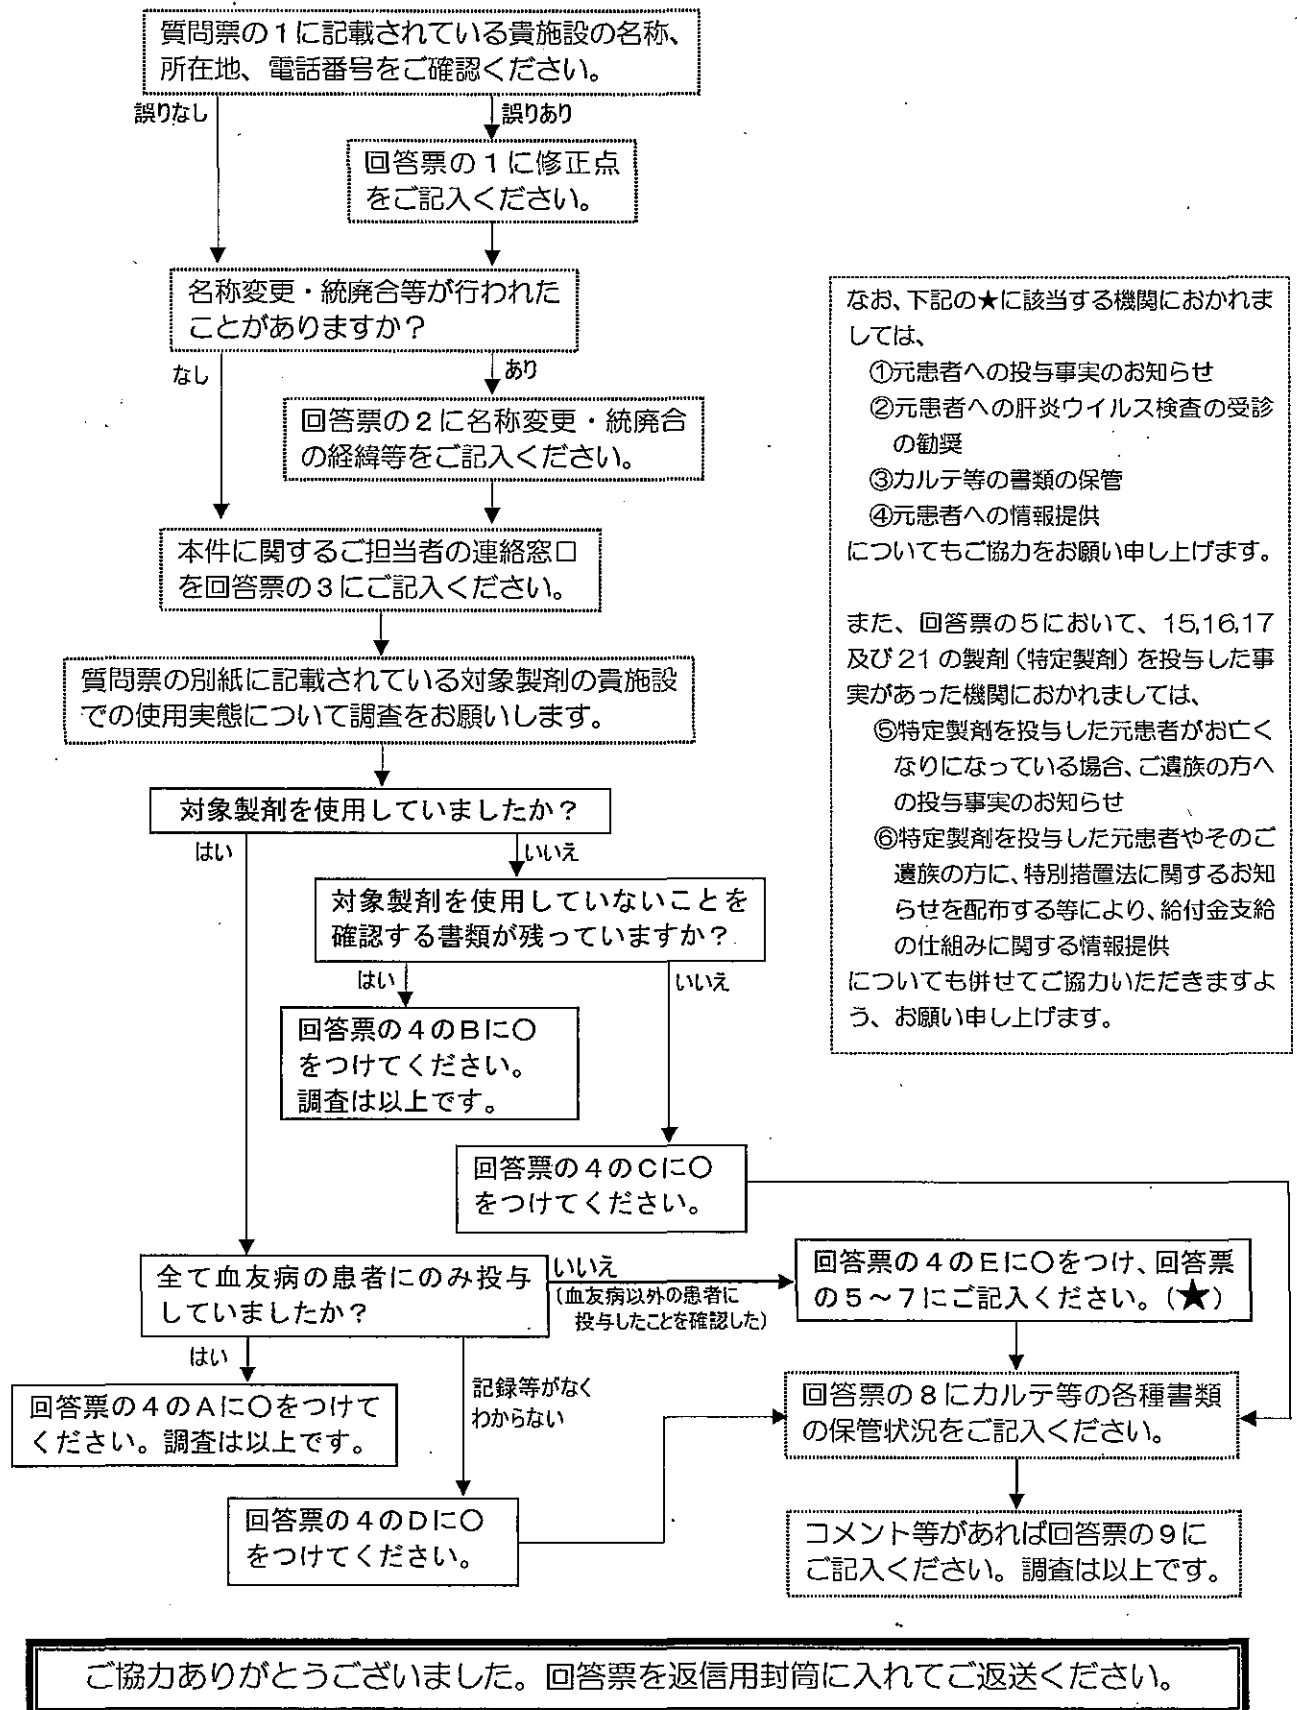 質問票の1に記載されている貴施設の名称、
所在地、電話番号をご確認ください。
誤りなし
誤りあり
回答票の1に修正点
をご記入ください。
名称変更・統廃合等が行われた
ことがありますか？
なし
あり
回答票の2に名称変更・統廃合
の経緯等をご記入ください。
本件に関するご担当者の連絡窓口
を回答票の3にご記入ください。
質問票の別紙に記載されている対象製剤の貴施設
での使用実態について調査をお願いします。
対象製剤を使用していましたか？
はい
いいえ
対象製剤を使用していないことを
確認する書類が残っていますか？
はい
いいえ
回答票の4のBに○
をつけてください。
調査は以上です。
回答票の4のCに○
をつけてください。
全て血友病の患者にのみ投与
していましたか？
いいえ
(血友病以外の患者に
投与したことを確認した)
回答票の4のEに○をつけ、回答票
の5～7にご記入ください。(★)
はい
回答票の4のAに○をつけて
ください。調査は以上です。
記録等がなく
わからない
回答票の4のDに○
をつけてください。
回答票の8にカルテ等の各種書類
の保管状況をご記入ください。
コメント等があれば回答票の9に
ご記入ください。調査は以上です。
なお、下記の★に該当する機関におかれま
しては、
①元患者への投与事実のお知らせ
②元患者への肝炎ウイルス検査の受診
の勧奨
③カルテ等の書類の保管
④元患者への情報提供
についてもご協力をお願い申し上げます。
また、回答票の5において、15,16,17
及び21の製剤（特定製剤）を投与した事
実があった機関におかれましては、
⑤特定製剤を投与した元患者がお亡く
なりになっている場合、ご遺族の方へ
の投与事実のお知らせ
⑥特定製剤を投与した元患者やそのご
遺族の方に、特別措置法に関するお知
らせを配布する等により、給付金支給
の仕組みに関する情報提供
についても併せてご協力いただきますよ
う、お願い申し上げます。
ご協力ありがとうございました。回答票を返信用封筒に入れてご返送ください。